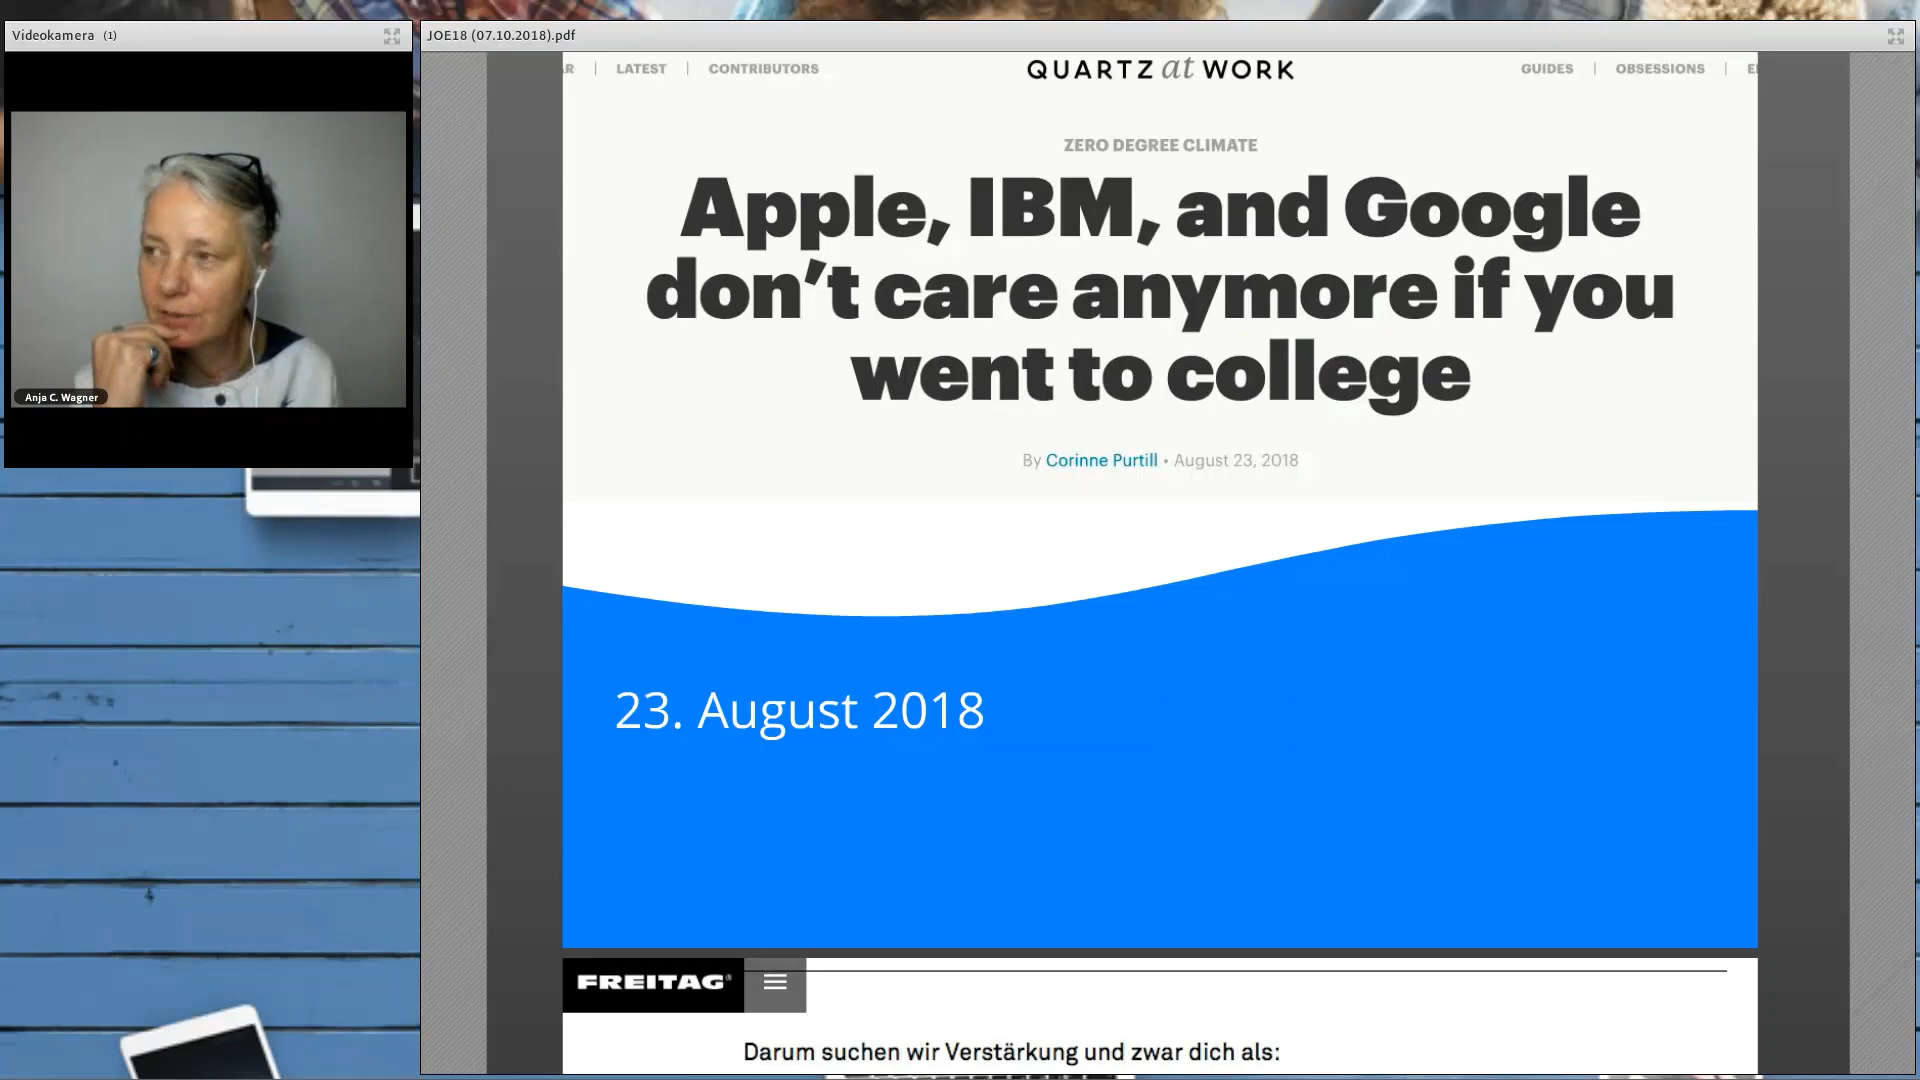 Videokamera (1)
Anja C. Wagner
JOE18 (07.10.2018).pdf
LATEST
CONTRIBUTORS
QUARTZ at WORK
GUIDES
OBSESSIONS
ZERO DEGREE CLIMATE
Apple, IBM, and Google
don’t care anymore if you
went to college
By Corinne Purtill • August 23, 2018
23. August 2018
FREITAG®
Darum suchen wir Verstärkung und zwar dich als: